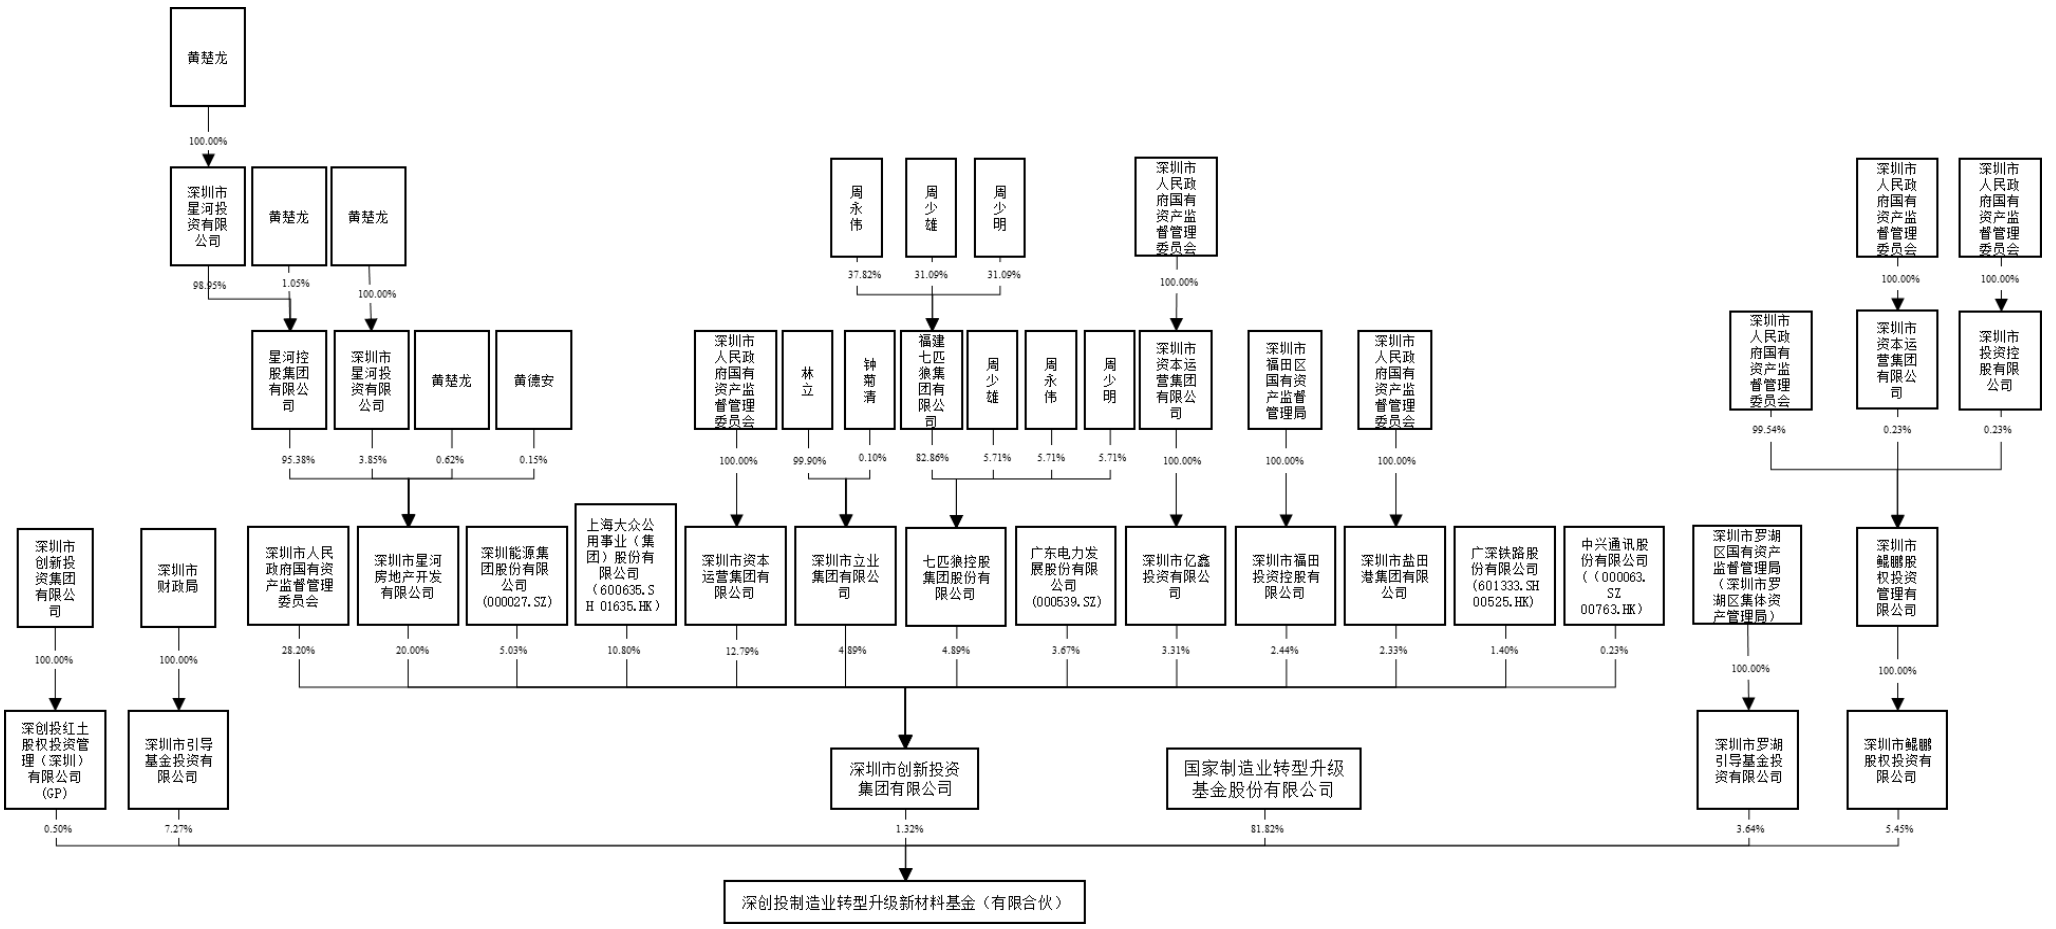 黄楚龙
100.00%
深圳市
星河投
资有限
公司
黄楚龙
黄楚龙
周
永
伟
周
少
雄
周
少
明
深圳市
人民政
府国有
资产监
督管理
委员会
深圳市
人民政
府国有
资产监
督管理
委员会
深圳市
人民政
府国有
资产监
督管理
委员会
98.95%
1.05%
100.00%
37.82%
31.09%
31.09%
100.00%
100.00%
100.00%
星河控
股集团
有限公
司
深圳市
星河投
资有限
公司
黄楚龙
黄德安
深圳市
人民政
府国有
资产监
督管理
委员会
林
立
钟
菊
清
福建
七匹
狼集
团有
限公
司
周
少
雄
周
永
伟
周
少
明
深圳市
资本运
营集团
有限公
司
深圳市
福田区
国有资
产监督
管理局
深圳市
人民政
府国有
资产监
督管理
委员会
深圳市
人民政
府国有
资产监
督管理
委员会
深圳市
资本运
营集团
有限公
司
深圳市
投资控
股有限
公司
95.38%
3.85%
0.62%
0.15%
100.00%
99.90%
0.10%
82.86%
5.71%
5.71%
5.71%
100.00%
100.00%
100.00%
99.54%
0.23%
0.23%
深圳市
创新投
资集团
有限公
司
深圳市
财政局
深圳市人民
政府国有资
产监督管理
委员会
深圳市星河
房地产开发
有限公司
深圳能源集
团股份有限
公司
(000027.SZ)
上海大众公
用事业（集
团）股份有
限公司
（600635.S
H 01635.HK）
深圳市资本
运营集团有
限公司
深圳市立业
集团有限公
司
七匹狼控股
集团股份有
限公司
广东电力发
展股份有限
公司
(000539.SZ)
深圳市亿鑫
投资有限公
司
深圳市福田
投资控股有
限公司
深圳市盐田
港集团有限
公司
广深铁路股
份有限公司
(601333.SH
00525.HK)
中兴通讯股
份有限公司
(（000063.
SZ
00763.HK）
深圳市罗湖
区国有资产
监督管理局
（深圳市罗
湖区集体资
产管理局）
深圳市
鲲鹏股
权投资
管理有
限公司
100.00%
100.00%
28.20%
20.00%
5.03%
10.80%
12.79%
4.89%
4.89%
3.67%
3.31%
2.44%
2.33%
1.40%
0.23%
100.00%
100.00%
深创投红土
股权投资管
理（深圳）
有限公司
(GP)
深圳市引导
基金投资有
限公司
深圳市创新投资
集团有限公司
国家制造业转型升级
基金股份有限公司
深圳市罗湖
引导基金投
资有限公司
深圳市鲲鹏
股权投资有
限公司
0.50%
7.27%
1.32%
81.82%
3.64%
5.45%
深创投制造业转型升级新材料基金（有限合伙）